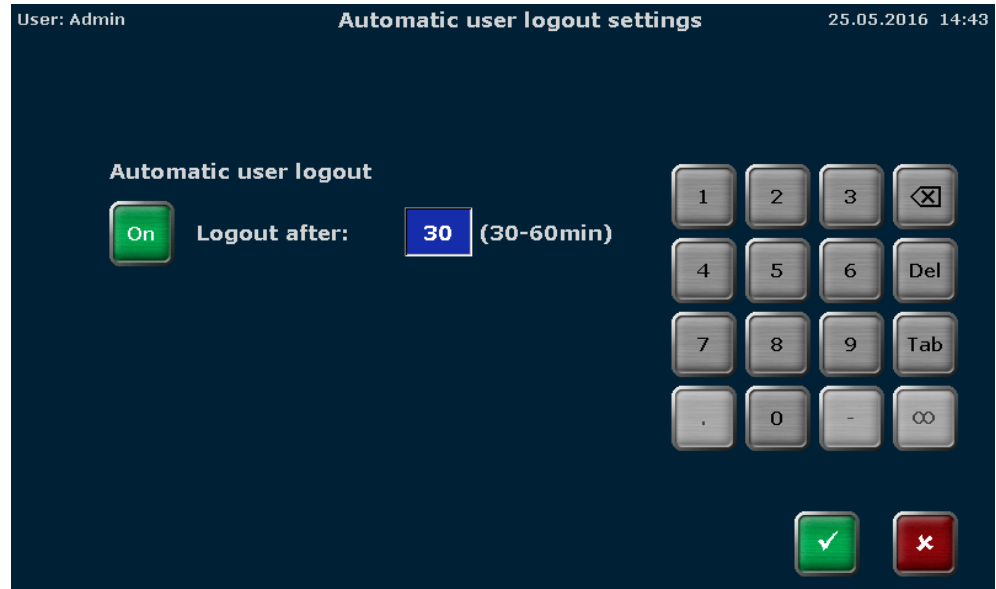 User: Admin Automatic user logout settings 25.05.2016 14:43
Automatic user logout
On Logout after: 30 (30-60min)
1 2 3
4 5 6 Del
7 8 9 Tab
. 0 - ∞